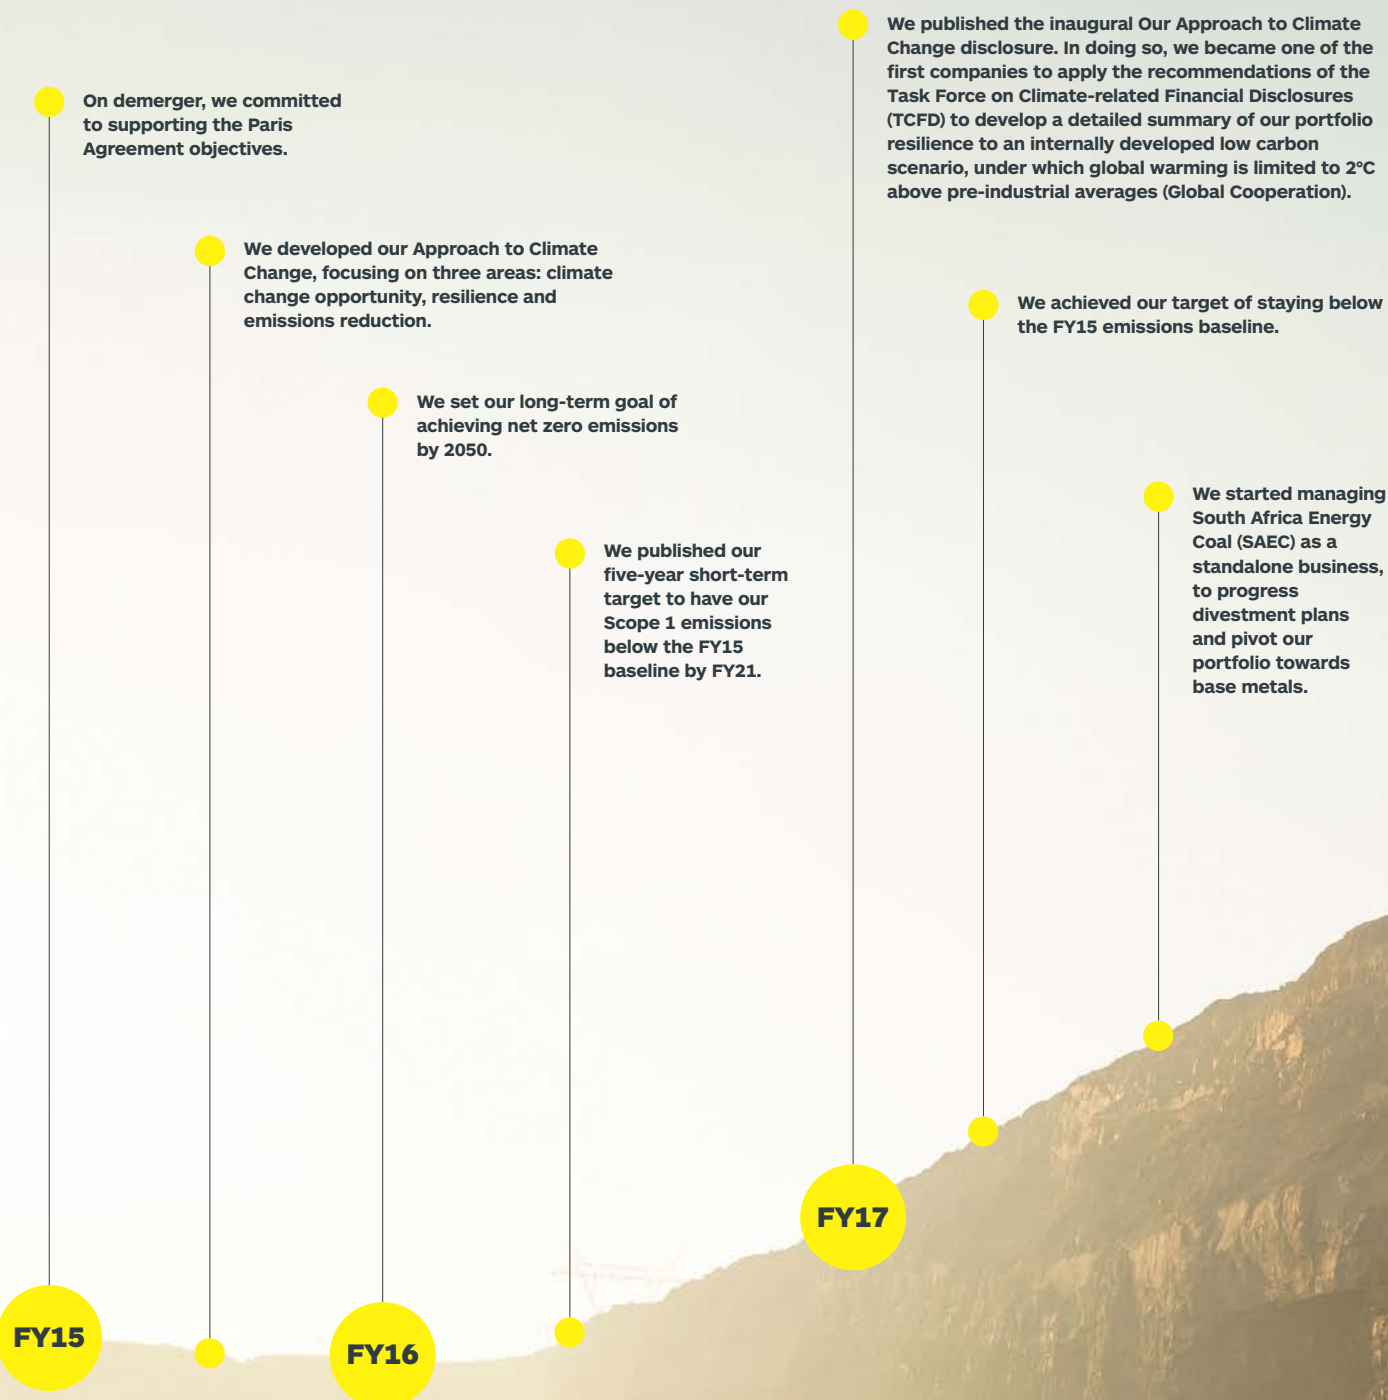 On demerger, we committed
to supporting the Paris
Agreement objectives.
We developed our Approach to Climate
Change, focusing on three areas: climate
change opportunity, resilience and
emissions reduction.
We set our long-term goal of
achieving net zero emissions
by 2050.
We published our
five-year short-term
target to have our
Scope 1 emissions
below the FY15
baseline by FY21.
We published the inaugural Our Approach to Climate
Change disclosure. In doing so, we became one of the
first companies to apply the recommendations of the
Task Force on Climate-related Financial Disclosures
(TCFD) to develop a detailed summary of our portfolio
resilience to an internally developed low carbon
scenario, under which global warming is limited to 2°C
above pre-industrial averages (Global Cooperation).
We achieved our target of staying below
the FY15 emissions baseline.
We started managing
South Africa Energy
Coal (SAEC) as a
standalone business,
to progress
divestment plans
and pivot our
portfolio towards
base metals.
FY15
FY16
FY17